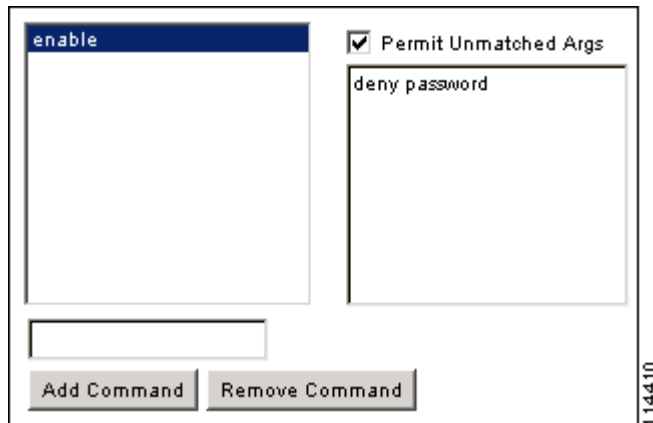 enable
Permit Unmatched Args
deny password
Add Command
Remove Command
114410